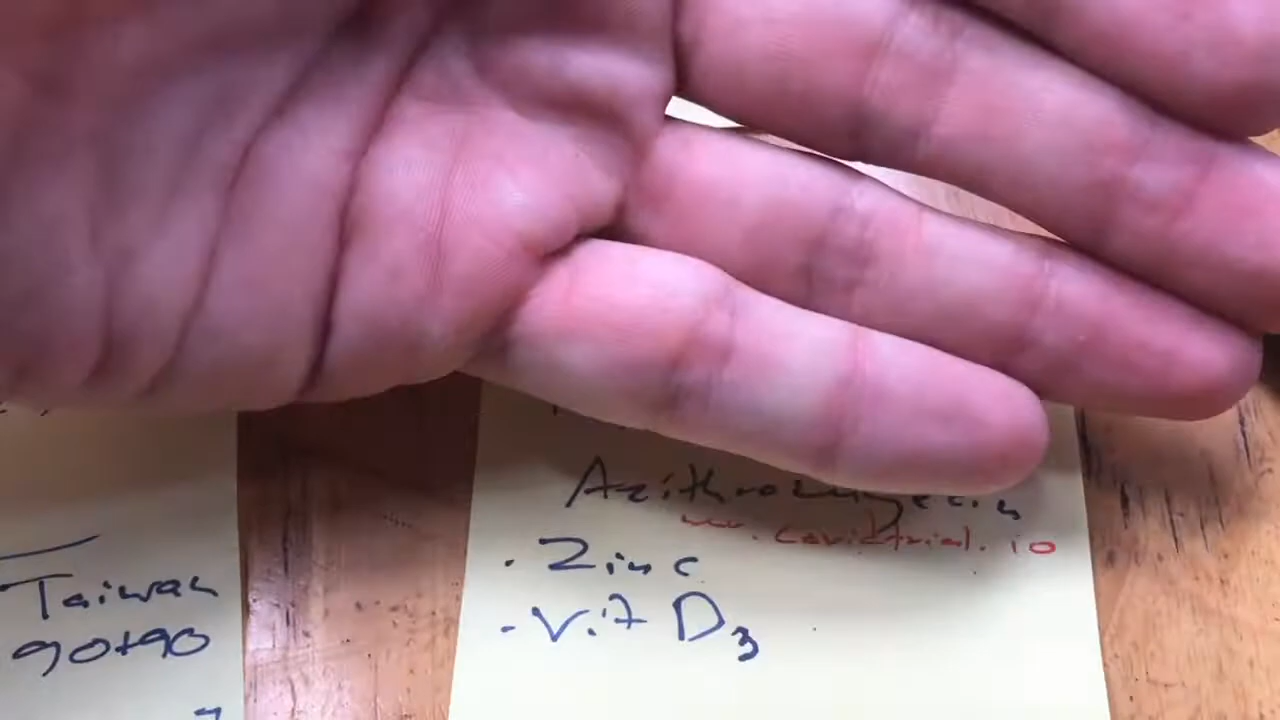 Taiwan
90+90
Azithromycin
www.covidtrial.io
· Zinc
· Vit D3